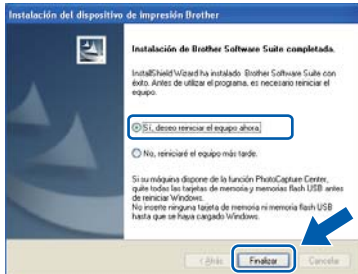 Instalación del dispositivo de impresión Brother
Instalación de Brother Software Suite completada.
InstallShield Wizard ha instalado Brother Software Suite con
éxito. Antes de utilizar el programa, es necesario reiniciar el
equipo.
Sí, deseo reiniciar el equipo ahora.
No, reiniciaré el equipo más tarde.
Si su máquina dispone de la función PhotoCapture Center,
quite todas las tarjetas de memoria y memorias flash USB antes
de reiniciar Windows.
No inserte ninguna tarjeta de memoria ni memoria flash USB
hasta que se haya cargado Windows.
< Atrás Finalizar Cancelar